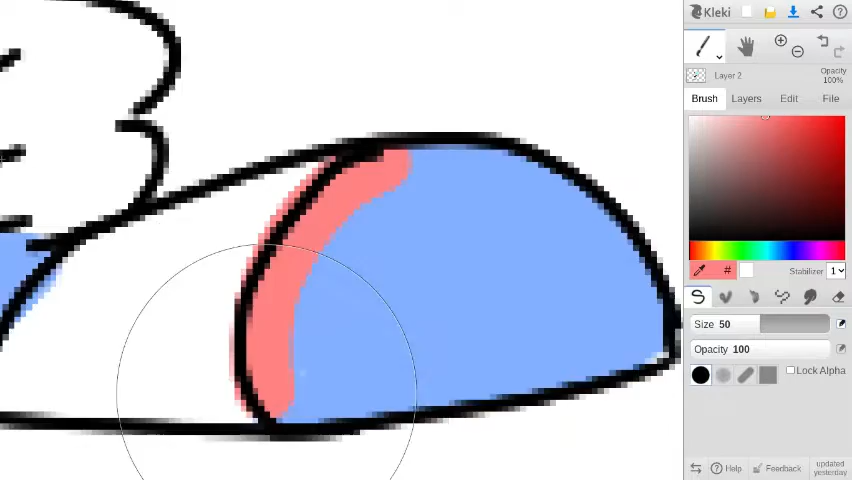 Kleki
Layer 2
Opacity
100%
Brush
Layers
Edit
File
#
Stabilizer
1
Size 50
Opacity 100
Lock Alpha
Help
Feedback
updated
yesterday